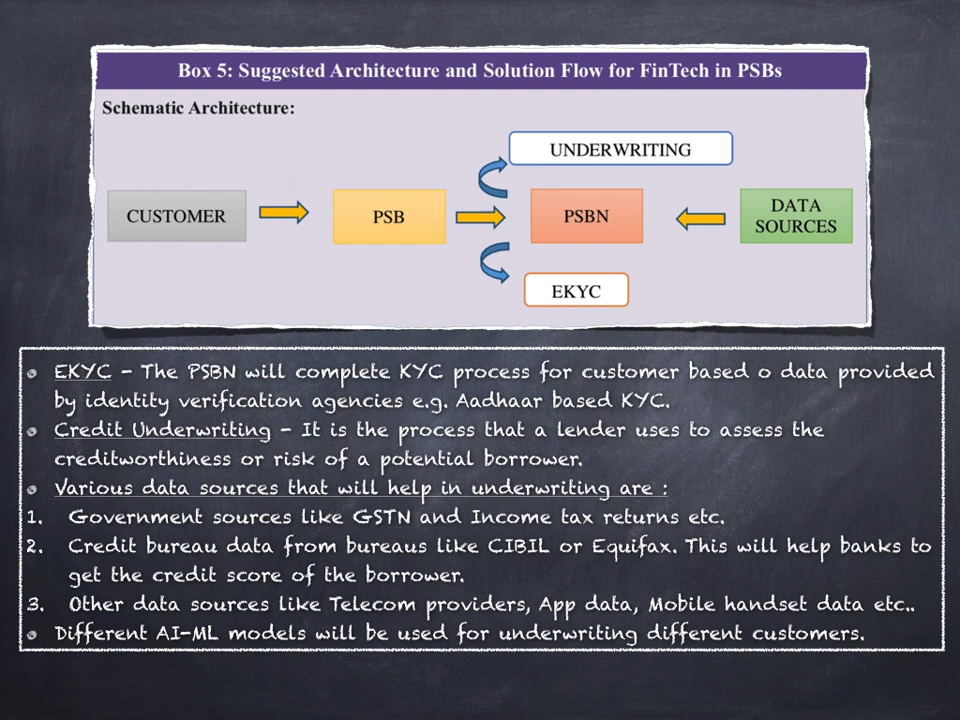 Box 5: Suggested Architecture and Solution Flow for FinTech in PSBs
Schematic Architecture:
UNDERWRITING
CUSTOMER
PSB
PSBN
DATA
SOURCES
EKYC
EKYC - The PSBN will complete KYC process for customer based o data provided
by identity verification agencies e.g. Aadhaar based KYC.
Credit Underwriting - It is the process that a lender uses to assess the
creditworthiness or risk of a potential borrower.
Various data sources that will help in underwriting are :
1. Government sources like GSTN and Income tax returns etc.
2. Credit bureau data from bureaus like CIBIL or Equifax. This will help banks to
get the credit score of the borrower.
3. Other data sources like Telecom providers, App data, Mobile handset data etc..
Different AI-ML models will be used for underwriting different customers.